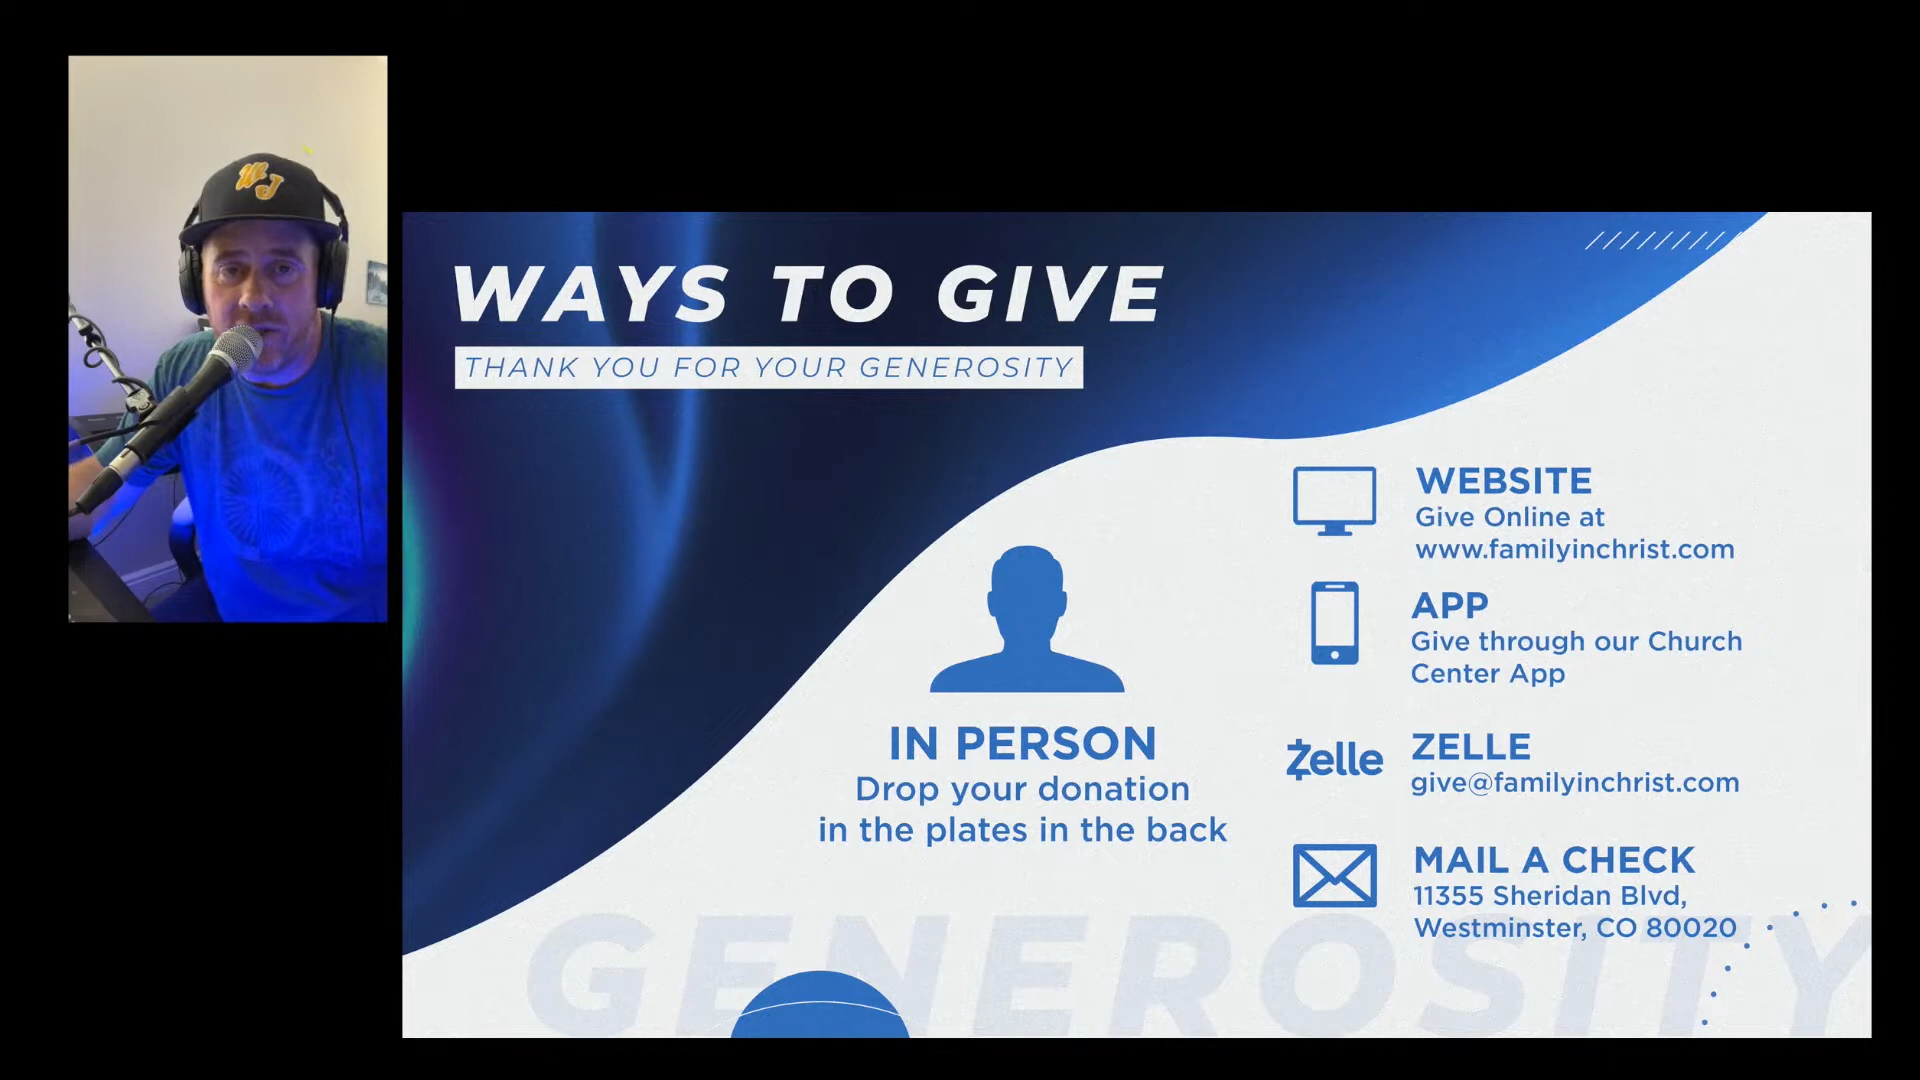 WJ
WAYS TO GIVE
THANK YOU FOR YOUR GENEROSITY
IN PERSON
Drop your donation
in the plates in the back
WEBSITE
Give Online at
www.familyinchrist.com
APP
Give through our Church
Center App
Zelle
ZELLE
give@familyinchrist.com
MAIL A CHECK
11355 Sheridan Blvd,
Westminster, CO 80020
GENEROSITY